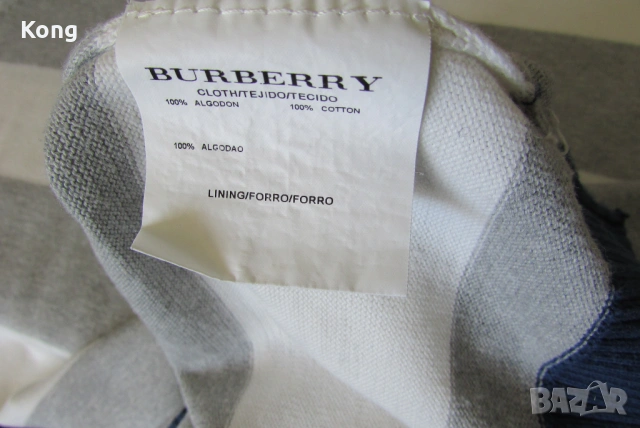 Kong
BURBERRY
CLOTH/TEJIDO/TECIDO
100% ALGODON 100% COTTON
100% ALGODAO
LINING/FORRO/FORRO
BAZAR